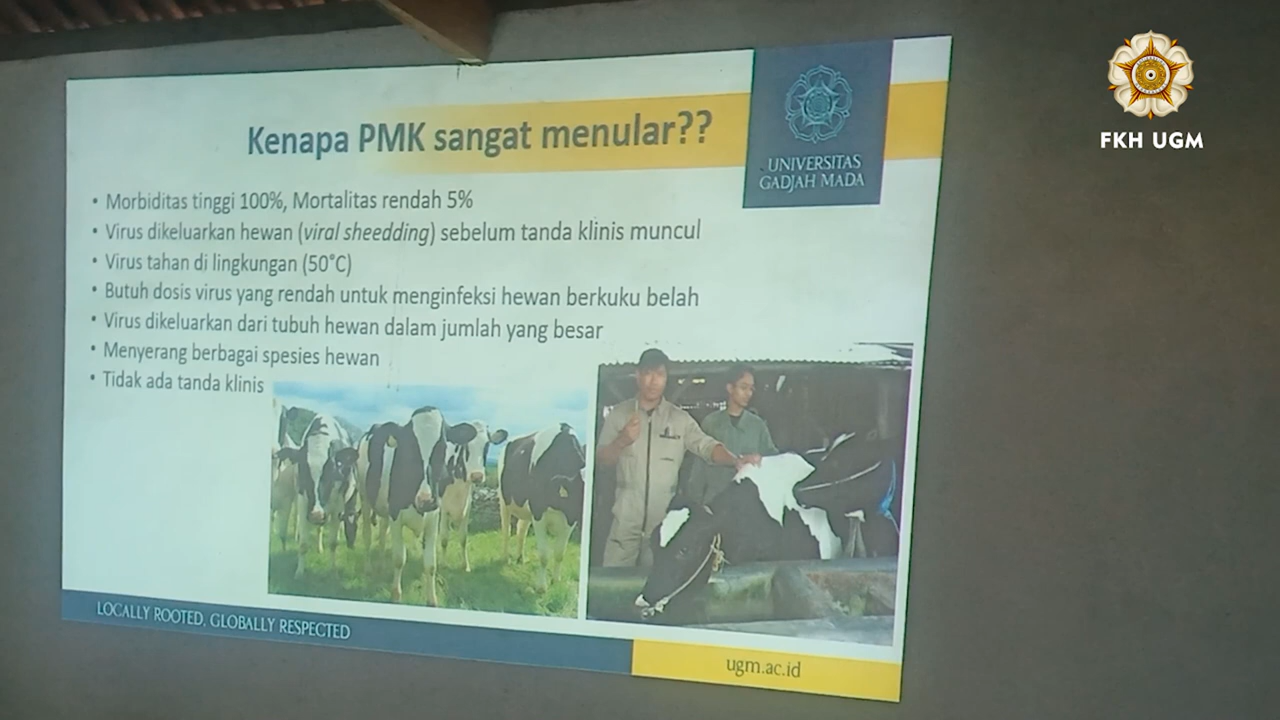 FKH UGM
Kenapa PMK sangat menular??
UNIVERSITAS
GADJAH MADA
• Morbiditas tinggi 100%, Mortalitas rendah 5%
• Virus dikeluarkan hewan (viral sheedding) sebelum tanda klinis muncul
• Virus tahan di lingkungan (50°C)
• Butuh dosis virus yang rendah untuk menginfeksi hewan berkuku belah
• Virus dikeluarkan dari tubuh hewan dalam jumlah yang besar
• Menyerang berbagai spesies hewan
• Tidak ada tanda klinis
LOCALLY ROOTED, GLOBALLY RESPECTED
ugm.ac.id